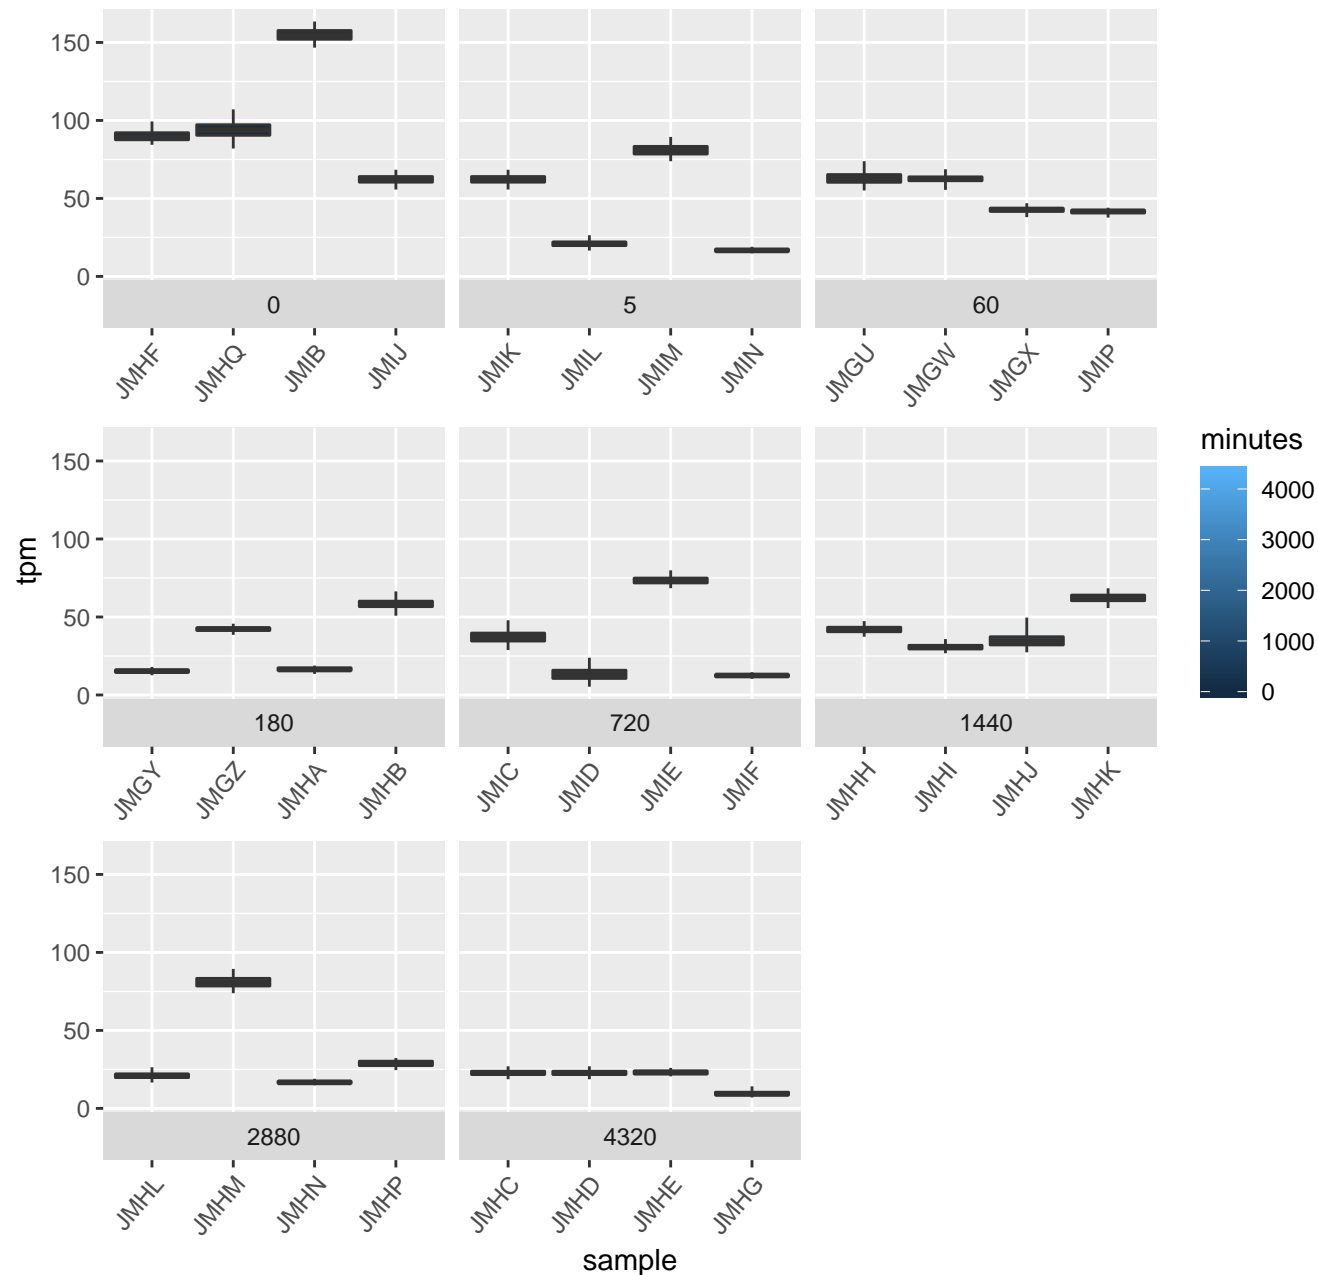 150
100
50
0
0
5
60
JMHF
JMHQ
JMIB
JMIJ
JMIK
JMIL
JMIM
JMIN
JMGU
JMGW
JMGX
JMIP
tpm
150
100
50
0
180
720
1440
JMGY
JMGZ
JMHA
JMHB
JMIC
JMID
JMIE
JMIF
JMHH
JMHI
JMHJ
JMHK
minutes
4000
3000
2000
1000
0
150
100
50
0
2880
4320
JMHL
JMHM
JMHN
JMHP
JMHC
JMHD
JMHE
JMHG
sample